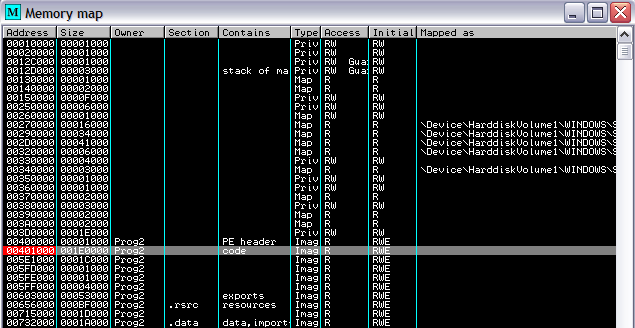 Memory map
Address Size Owner Section Contains Type Access Initial Mapped as
00010000 00001000 Priv RW RW
00020000 00001000 Priv RW RW
0012C000 00001000 Priv RW Gua RW
0012D000 00003000 stack of ma Priv RW Gua RW
00130000 00001000 Map R R
00140000 00002000 Map R R
00150000 0000F000 Priv RW RW
00250000 00006000 Priv RW RW
00260000 00001000 Map RW RW
00270000 00016000 Map R R \Device\HarddiskVolume1\WINDOWS\S
00290000 00034000 Map R R \Device\HarddiskVolume1\WINDOWS\S
002D0000 00041000 Map R R \Device\HarddiskVolume1\WINDOWS\S
00320000 00006000 Map R R \Device\HarddiskVolume1\WINDOWS\S
00330000 00004000 Priv RW RW
00340000 00003000 Map R R \Device\HarddiskVolume1\WINDOWS\S
00350000 00001000 Priv RW RW
00360000 00001000 Priv RW RW
00370000 00002000 Map R R
00380000 00003000 Priv RW RW
00390000 00002000 Map R R
003A0000 00002000 Map R R
003D0000 0001E000 Priv RW RW
00400000 00001000 Prog2 PE header Imag R RWE
00401000 001E0000 Prog2 code Imag R RWE
005E1000 0001C000 Prog2 Imag R RWE
005FD000 00001000 Prog2 Imag R RWE
005FE000 00001000 Prog2 Imag R RWE
005FF000 00004000 Prog2 Imag R RWE
00603000 00053000 Prog2 exports Imag R RWE
00656000 000BF000 Prog2 .rsrc resources Imag R RWE
00715000 0001D000 Prog2 Imag R RWE
00732000 0001A000 Prog2 .data data,import Imag R RWE